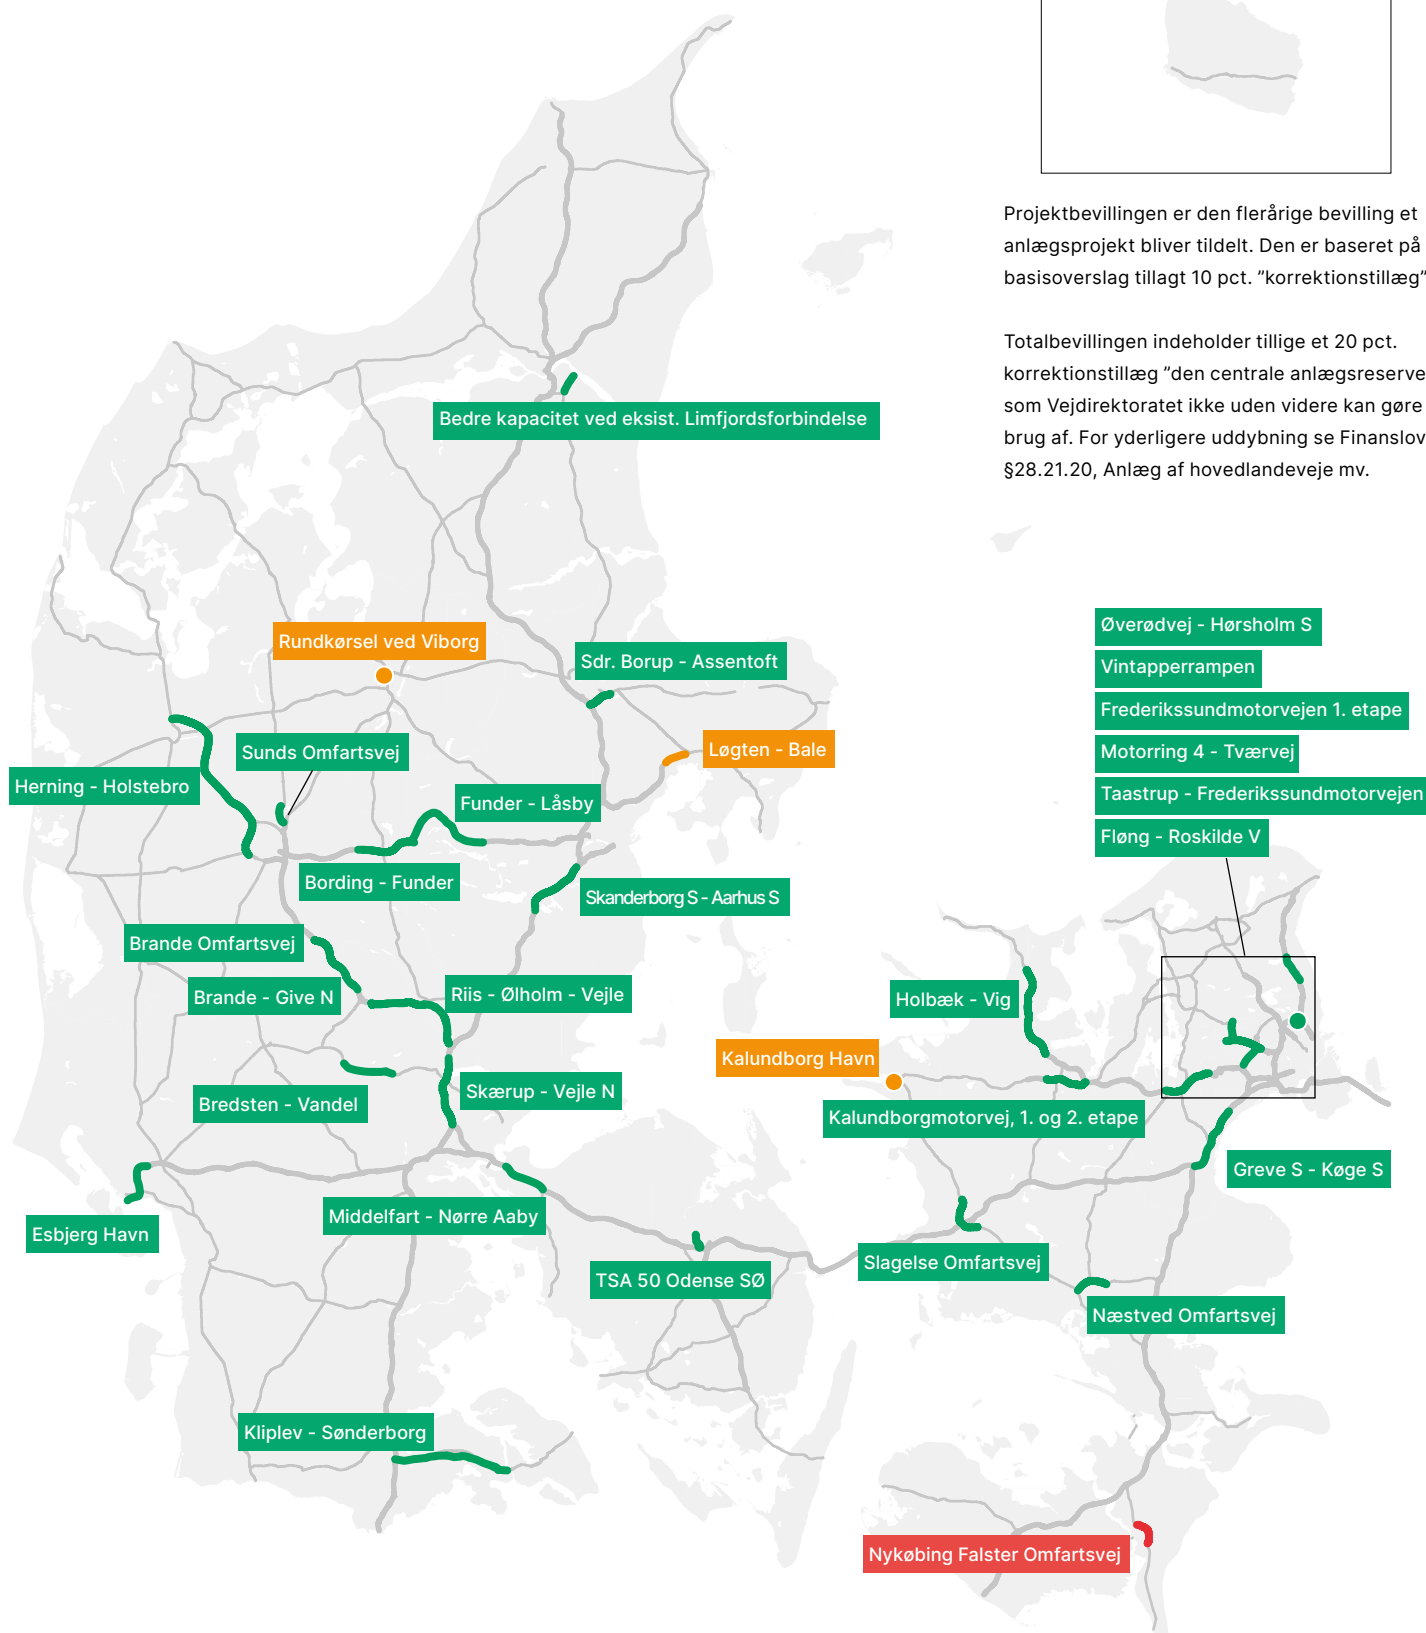 Projektbevillingen er den flerårige bevilling et
anlægsprojekt bliver tildelt. Den er baseret på
basisoverslag tillagt 10 pct. ”korrektionstillæg”
Totalbevillingen indeholder tillige et 20 pct.
korrektionstillæg ”den centrale anlægsreserve
som Vejdirektoratet ikke uden videre kan gøre
brug af. For yderligere uddybning se Finanslov
§28.21.20, Anlæg af hovedlandeveje mv.
Bedre kapacitet ved eksist. Limfjordsforbindelse
Rundkørsel ved Viborg
Sdr. Borup - Assentoft
Øverødvej - Hørsholm S
Vintapperrampen
Frederikssundmotorvejen 1. etape
Motorring 4 - Tværvej
Taastrup - Frederikssundmotorvejen
Fløng - Roskilde V
Løgten - Bale
Sunds Omfartsvej
Herning - Holstebro
Funder - Låsby
Bording - Funder
Skanderborg S - Aarhus S
Brande Omfartsvej
Brande - Give N
Riis - Ølholm - Vejle
Holbæk - Vig
Kalundborg Havn
Skærup - Vejle N
Bredsten - Vandel
Kalundborgmotorvej, 1. og 2. etape
Greve S - Køge S
Middelfart - Nørre Aaby
Esbjerg Havn
Slagelse Omfartsvej
TSA 50 Odense SØ
Næstved Omfartsvej
Kliplev - Sønderborg
Nykøbing Falster Omfartsvej